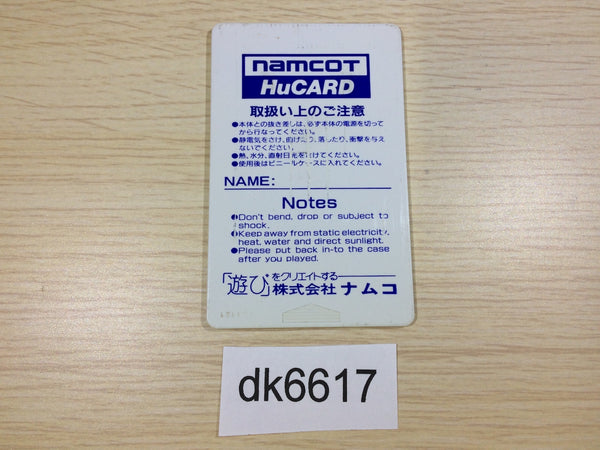 namcot
HuCARD
取扱い上のご注意
●本体との抜き差しは、必ず本体の電源を切って
から行なってください。
●静電気をさけ、曲げたり、落したり、衝撃を与え
ないでください。
●熱、水分、直射日光をさけてください。
●使用後はビニールケースに入れてください。
NAME:
Notes
●Don't bend, drop or subject to
shock.
●Keep away from static electricity,
heat, water and direct sunlight.
●Please put back in-to the case
after you played.
「遊び」をクリエイトする
株式会社 ナムコ
dk6617